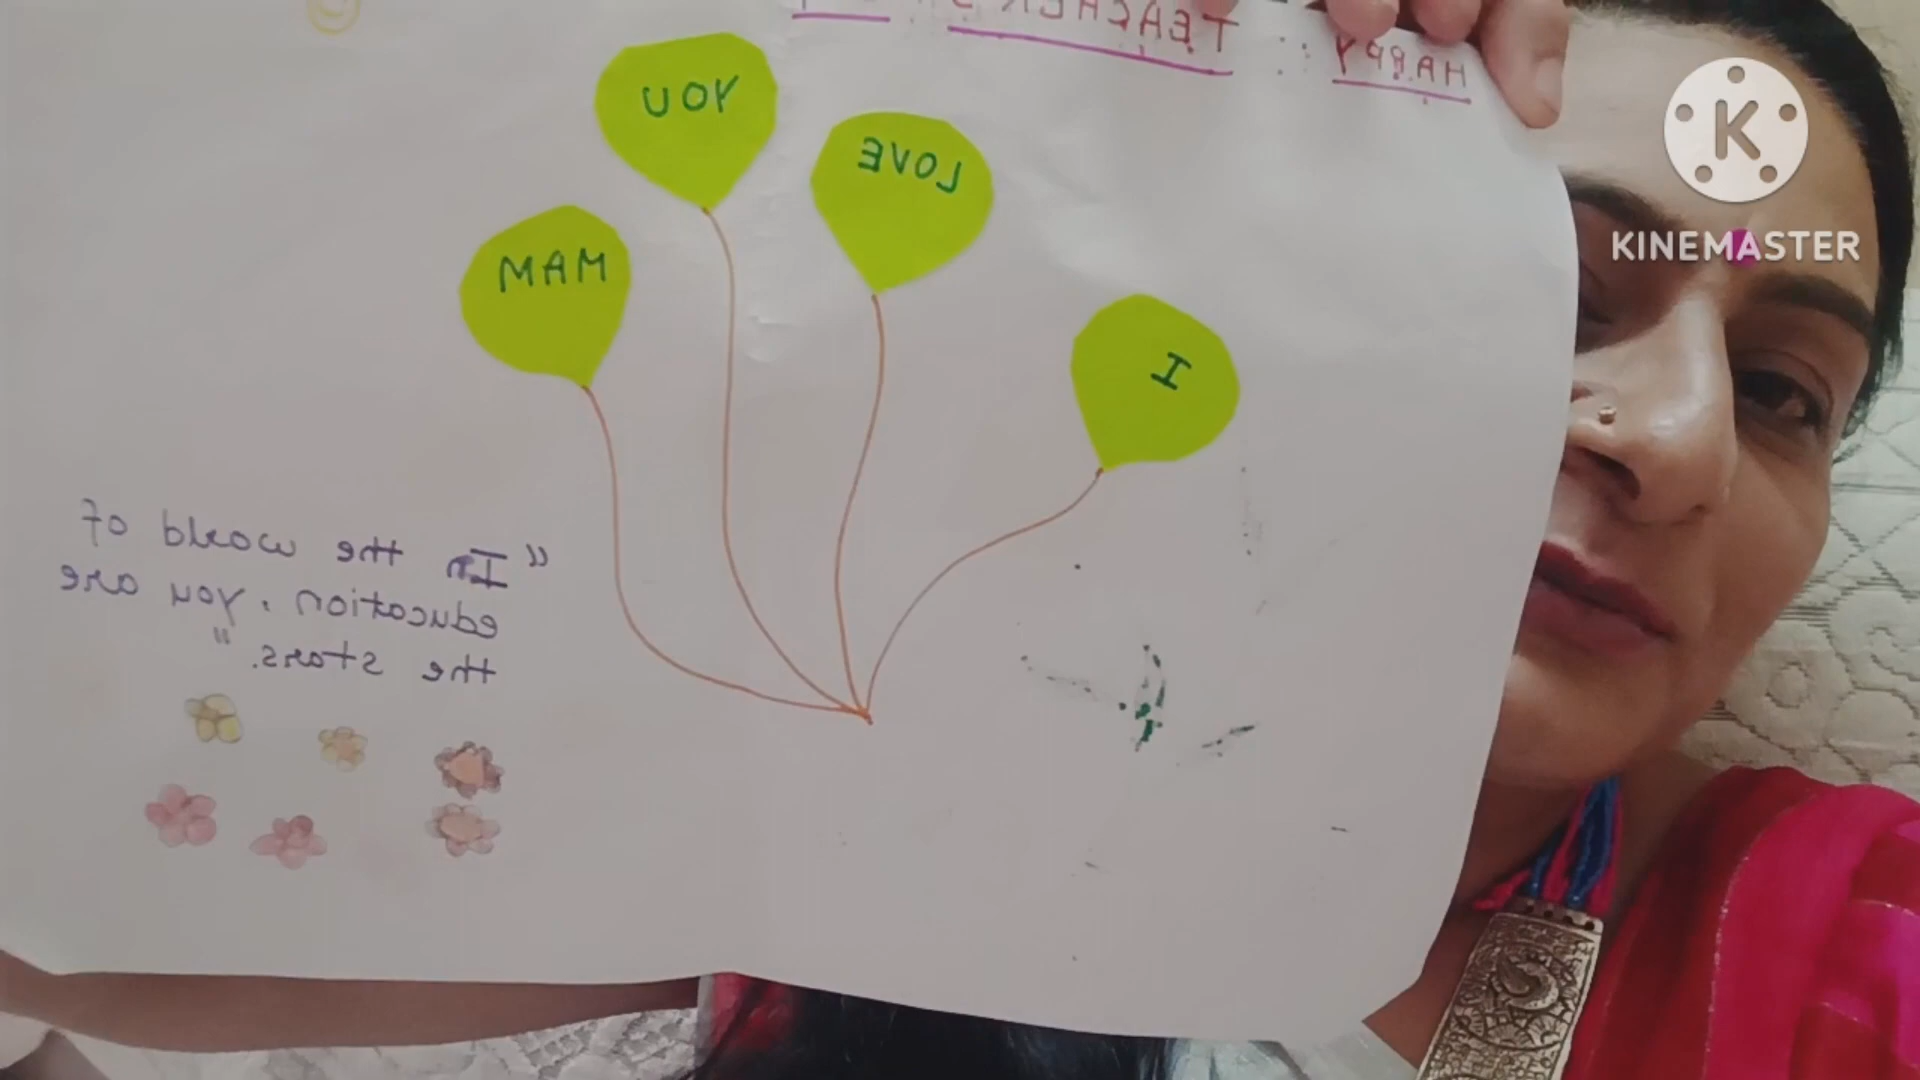 HAPPY TEACHER'S
I LOVE YOU MAM
"In the world of
education, you are
the stars."
K
KINEMASTER